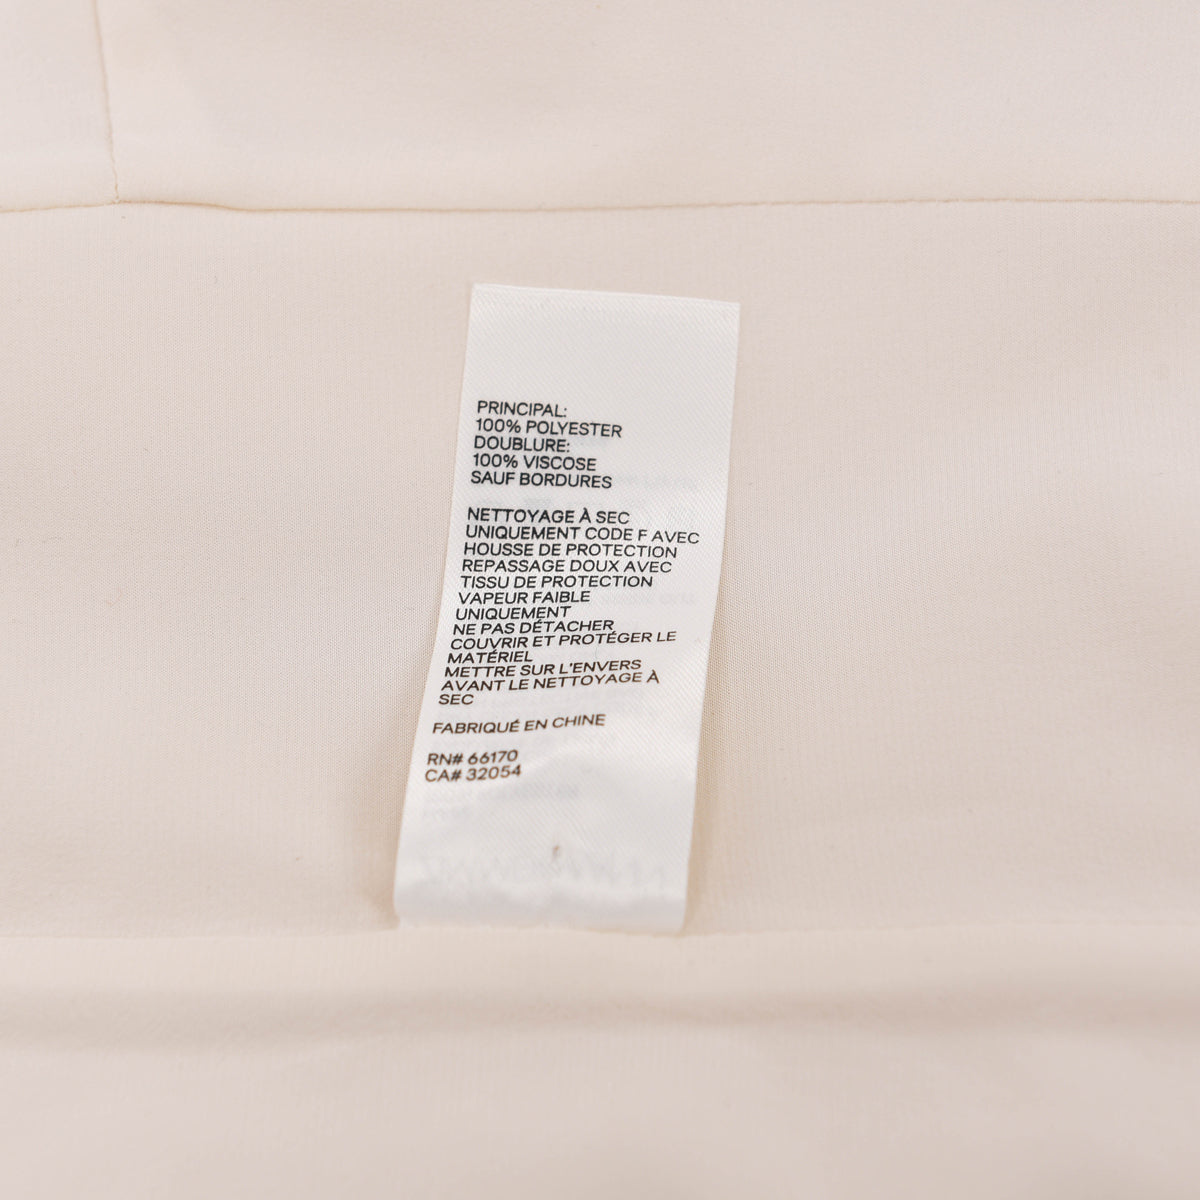 PRINCIPAL:
100% POLYESTER
DOUBLURE:
100% VISCOSE
SAUF BORDURES
NETTOYAGE À SEC
UNIQUEMENT CODE F AVEC
HOUSSE DE PROTECTION
REPASSAGE DOUX AVEC
TISSU DE PROTECTION
VAPEUR FAIBLE
UNIQUEMENT
NE PAS DÉTACHER
COUVRIR ET PROTÉGER LE
MATÉRIEL
METTRE SUR L'ENVERS
AVANT LE NETTOYAGE À
SEC
FABRIQUÉ EN CHINE
RN# 66170
CA# 32054